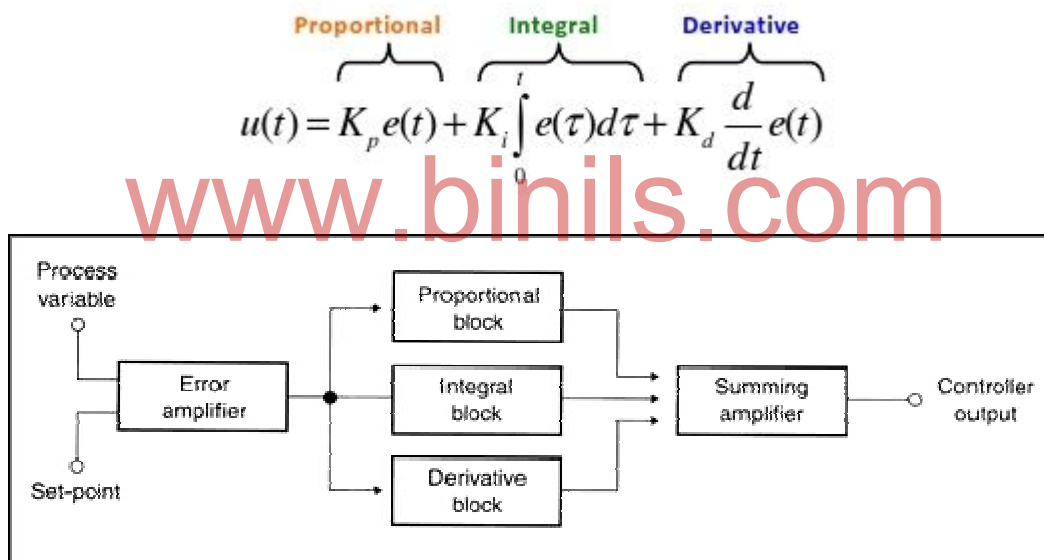 Proportional Integral Derivative
u(t) = K_p e(t) + K_i ∫_0^t e(τ)dτ + K_d d/dt e(t)
www.binils.com
Process
variable
Error
amplifier
Set-point
Proportional
block
Integral
block
Derivative
block
Summing
amplifier
Controller
output